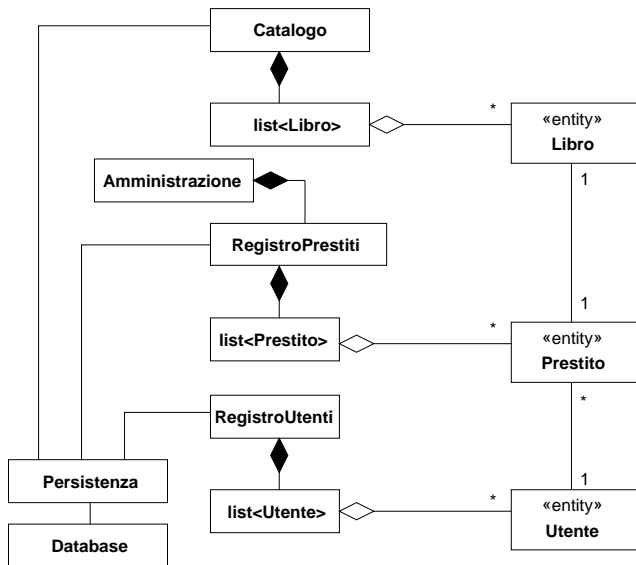 Catalogo
list<Libro>
*
«entity»
Libro
1
Amministrazione
RegistroPrestiti
1
list<Prestito>
*
«entity»
Prestito
*
RegistroUtenti
1
Persistenza
list<Utente>
*
«entity»
Utente
Database